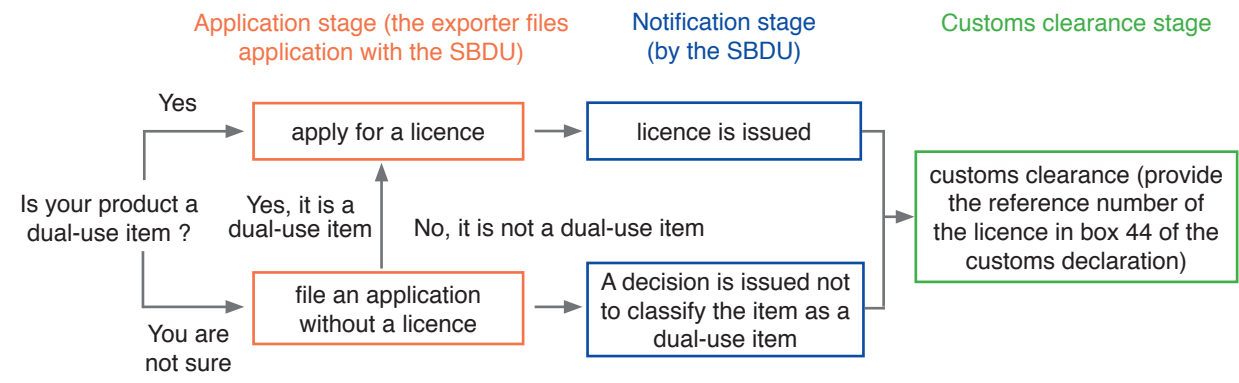 Application stage (the exporter files
application with the SBDU)
Notification stage
(by the SBDU)
Customs clearance stage
Yes
apply for a licence
licence is issued
Is your product a
dual-use item ?
Yes, it is a
dual-use item
No, it is not a dual-use item
customs clearance (provide
the reference number of
the licence in box 44 of the
customs declaration)
You are
not sure
file an application
without a licence
A decision is issued not
to classify the item as a
dual-use item